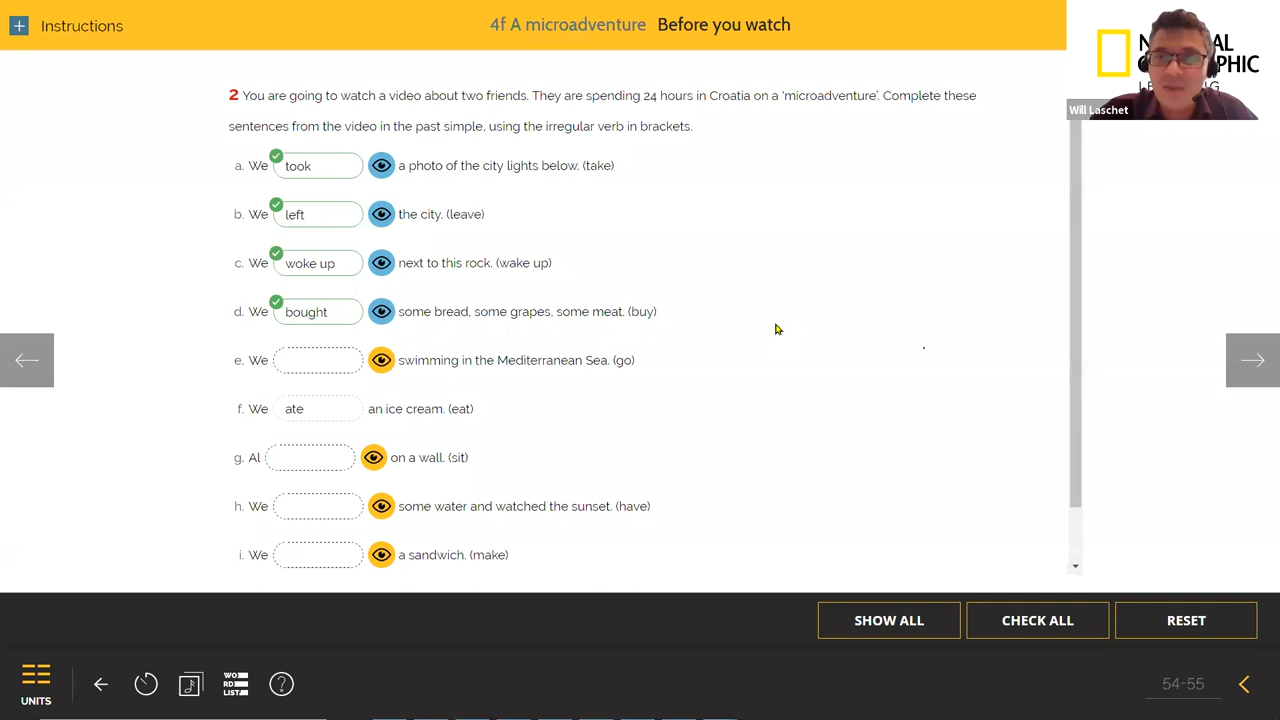 + Instructions
4f A microadventure Before you watch
2 You are going to watch a video about two friends. They are spending 24 hours in Croatia on a 'microadventure'. Complete these
sentences from the video in the past simple, using the irregular verb in brackets.
a. We took a photo of the city lights below. (take)
b. We left the city. (leave)
c. We woke up next to this rock. (wake up)
d. We bought some bread, some grapes, some meat. (buy)
e. We swimming in the Mediterranean Sea. (go)
f. We ate an ice cream. (eat)
g. Al on a wall. (sit)
h. We some water and watched the sunset. (have)
i. We a sandwich. (make)
Will Laschet
SHOW ALL CHECK ALL RESET
WO
RD
LIST
?
UNITS
54-55